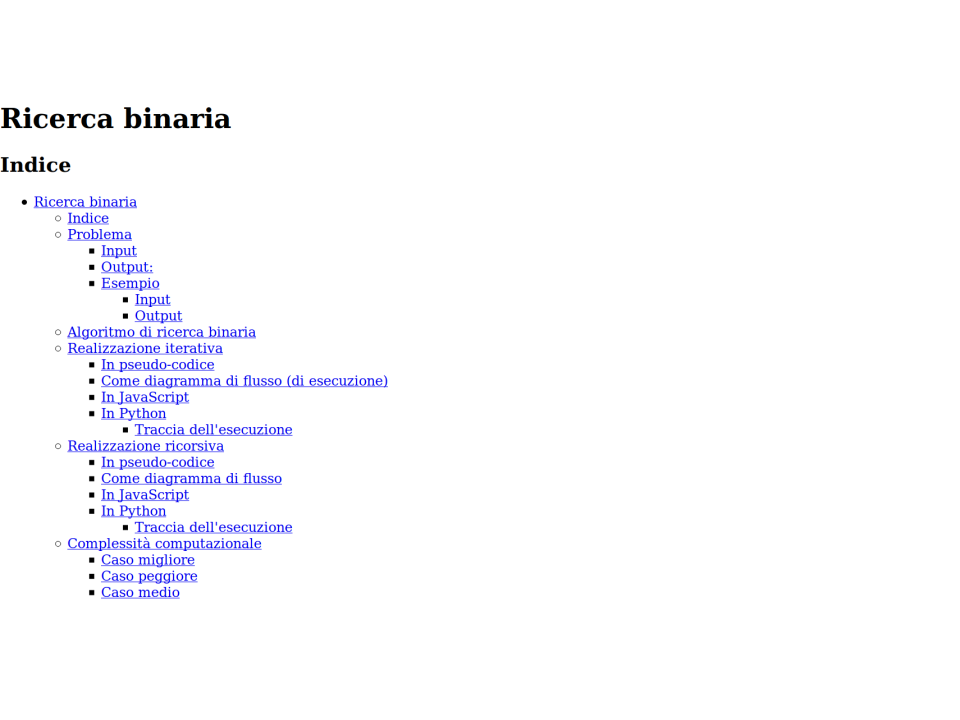 Ricerca binaria
Indice
Ricerca binaria
Indice
Problema
Input
Output:
Esempio
Input
Output
Algoritmo di ricerca binaria
Realizzazione iterativa
In pseudo-codice
Come diagramma di flusso (di esecuzione)
In JavaScript
In Python
Traccia dell'esecuzione
Realizzazione ricorsiva
In pseudo-codice
Come diagramma di flusso
In JavaScript
In Python
Traccia dell'esecuzione
Complessità computazionale
Caso migliore
Caso peggiore
Caso medio